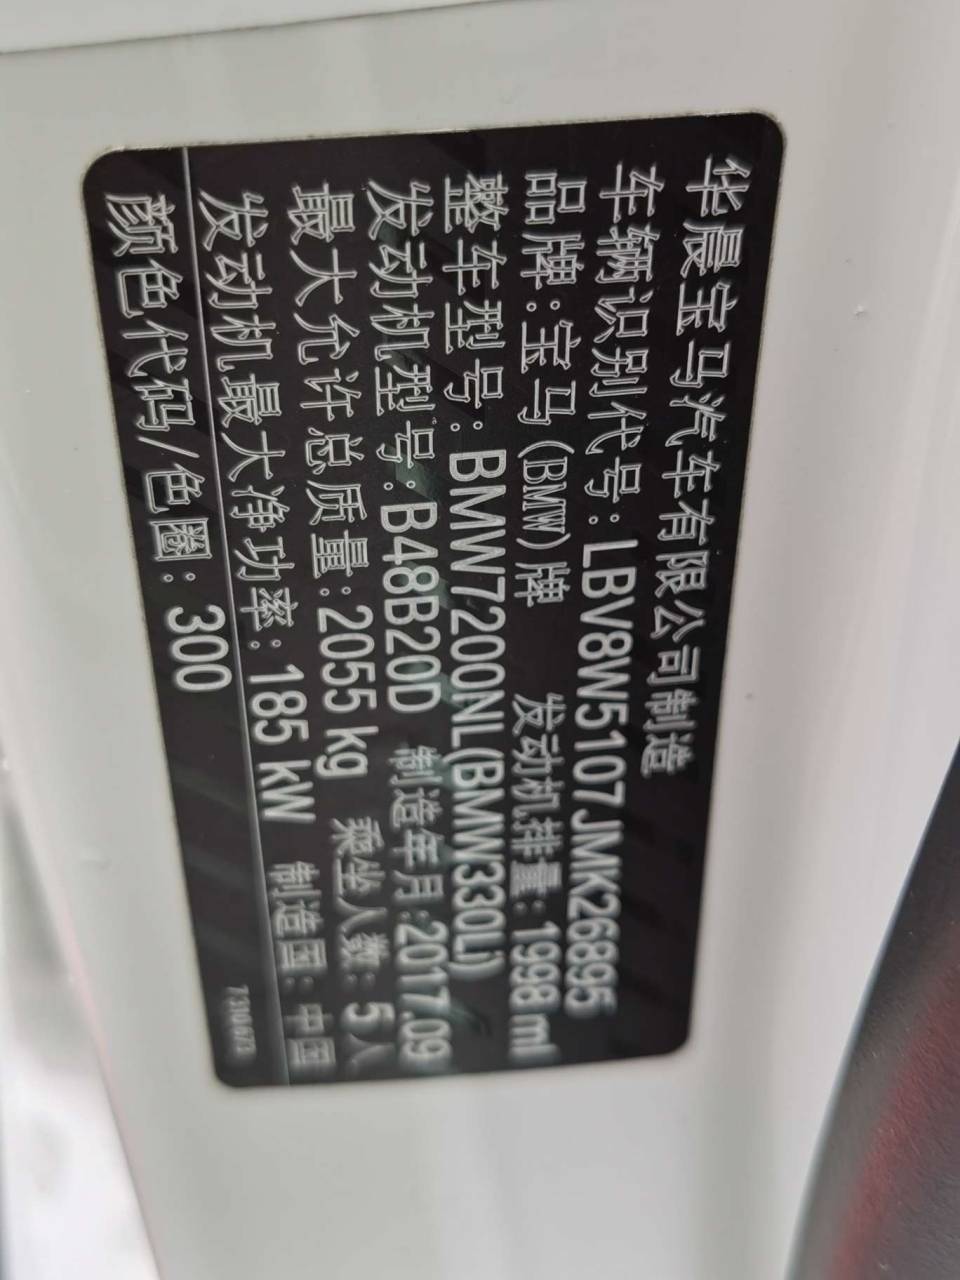 华晨宝马汽车有限公司制造
车辆识别代号:LBV8W5107JMK26895
品牌:宝马(BMW)牌 发动机排量:1998 ml
整车型号:BMW7200NL(BMW330Li)
发动机型号:B48B20D 制造年月:2017.09
最大允许总质量:2055 kg 乘坐人数: 5人
发动机最大净功率:185 kW 制造国: 中国
颜色代码/色圈: 300 7310673